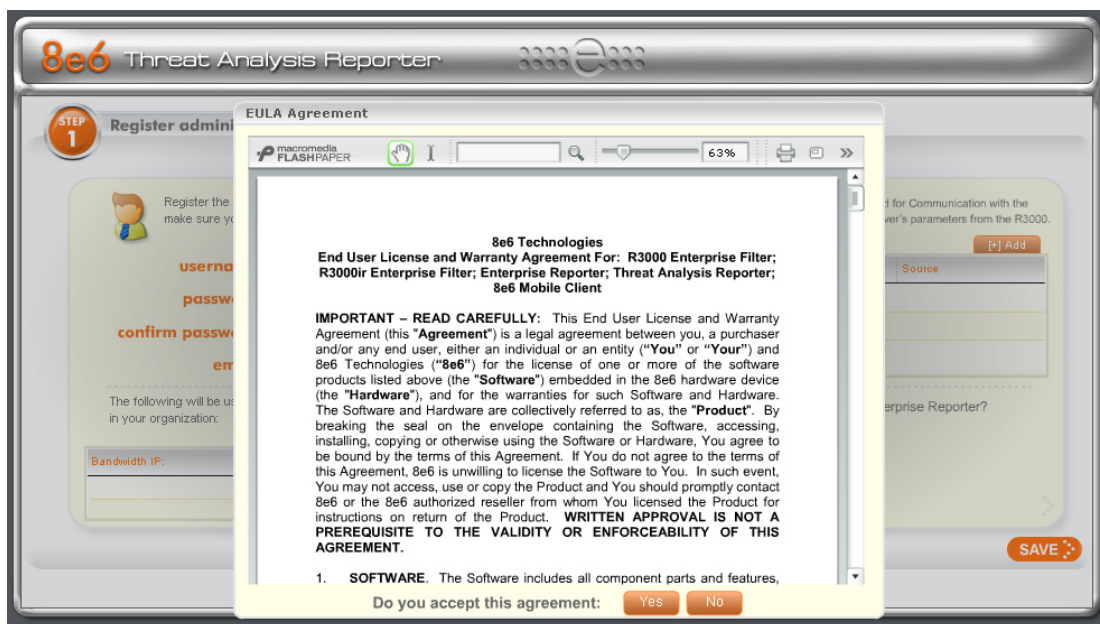 8e6 Threat Analysis Reporter
STEP
1
Register admini
EULA Agreement
macromedia
FLASHPAPER
63%
Register the
make sure yo
d for Communication with the
ver's parameters from the R3000.
[+] Add
userna
Source
passwo
confirm passwo
em
The following will be us
in your organization:
erprise Reporter?
Bandwidth IP:
8e6 Technologies
End User License and Warranty Agreement For: R3000 Enterprise Filter;
R3000ir Enterprise Filter; Enterprise Reporter; Threat Analysis Reporter;
8e6 Mobile Client
IMPORTANT – READ CAREFULLY: This End User License and Warranty
Agreement (this "Agreement") is a legal agreement between you, a purchaser
and/or any end user, either an individual or an entity (“You” or “Your”) and
8e6 Technologies (“8e6”) for the license of one or more of the software
products listed above (the "Software") embedded in the 8e6 hardware device
(the "Hardware"), and for the warranties for such Software and Hardware.
The Software and Hardware are collectively referred to as, the "Product". By
breaking the seal on the envelope containing the Software, accessing,
installing, copying or otherwise using the Software or Hardware, You agree to
be bound by the terms of this Agreement. If You do not agree to the terms of
this Agreement, 8e6 is unwilling to license the Software to You. In such event,
You may not access, use or copy the Product and You should promptly contact
8e6 or the 8e6 authorized reseller from whom You licensed the Product for
instructions on return of the Product. WRITTEN APPROVAL IS NOT A
PREREQUISITE TO THE VALIDITY OR ENFORCEABILITY OF THIS
AGREEMENT.
1. SOFTWARE. The Software includes all component parts and features,
SAVE
Do you accept this agreement: Yes No